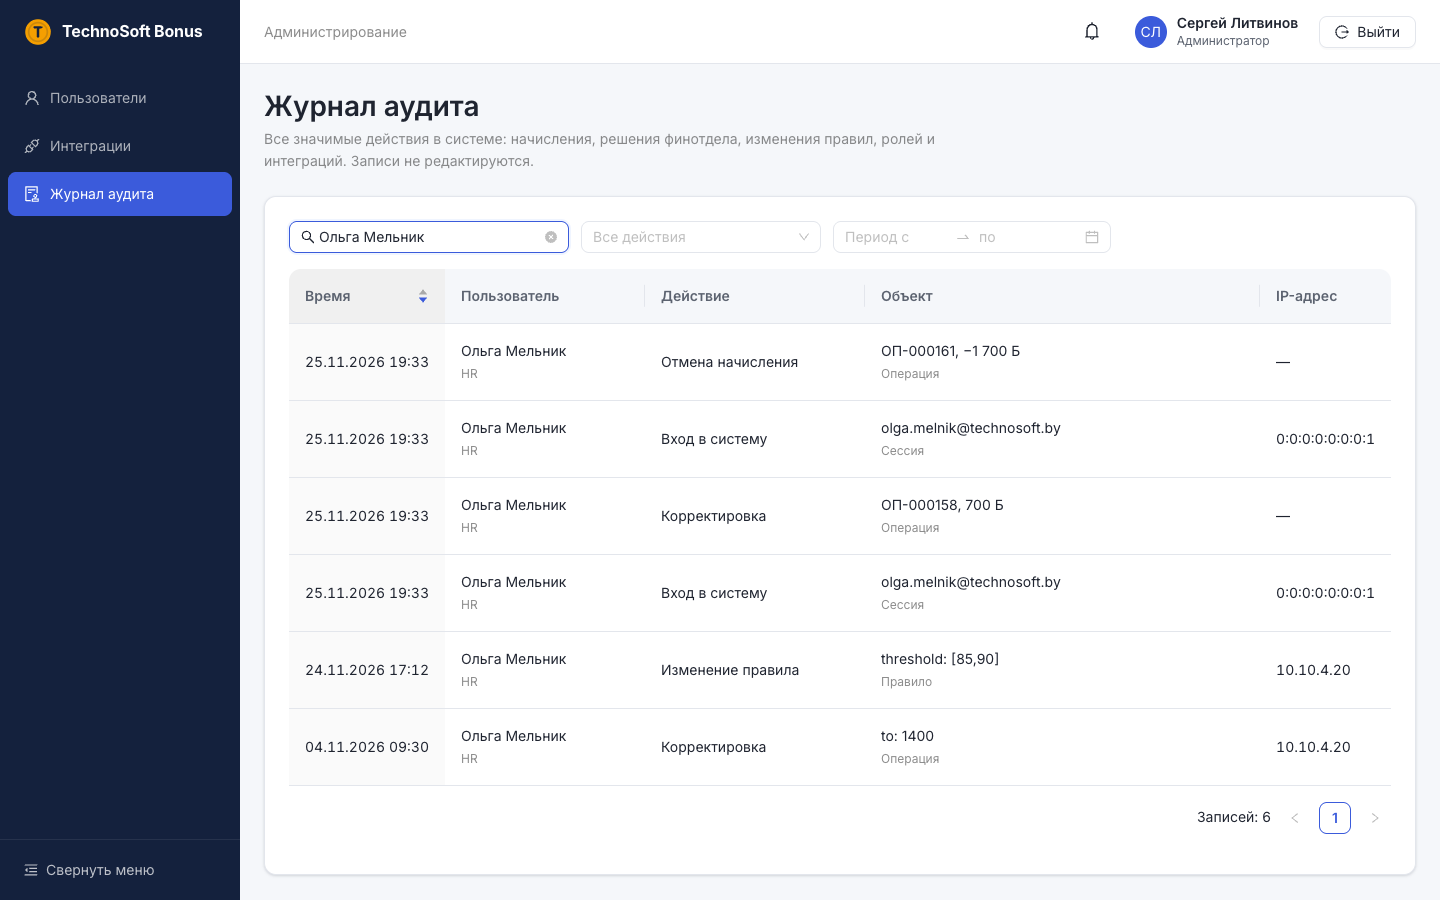 TechnoSoft Bonus
Администрирование
СЛ
Сергей Литвинов
Администратор
Выйти
Пользователи
Интеграции
Журнал аудита
Свернуть меню
Журнал аудита
Все значимые действия в системе: начисления, решения финотдела, изменения правил, ролей и
интеграций. Записи не редактируются.
Ольга Мельник
Все действия
Период с
по
Время Пользователь Действие Объект IP-адрес
25.11.2026 19:33 Ольга Мельник HR Отмена начисления ОП-000161, −1 700 Б Операция —
25.11.2026 19:33 Ольга Мельник HR Вход в систему olga.melnik@technosoft.by Сессия 0:0:0:0:0:0:0:1
25.11.2026 19:33 Ольга Мельник HR Корректировка ОП-000158, 700 Б Операция —
25.11.2026 19:33 Ольга Мельник HR Вход в систему olga.melnik@technosoft.by Сессия 0:0:0:0:0:0:0:1
24.11.2026 17:12 Ольга Мельник HR Изменение правила threshold: [85,90] Правило 10.10.4.20
04.11.2026 09:30 Ольга Мельник HR Корректировка to: 1400 Операция 10.10.4.20
Записей: 6
1